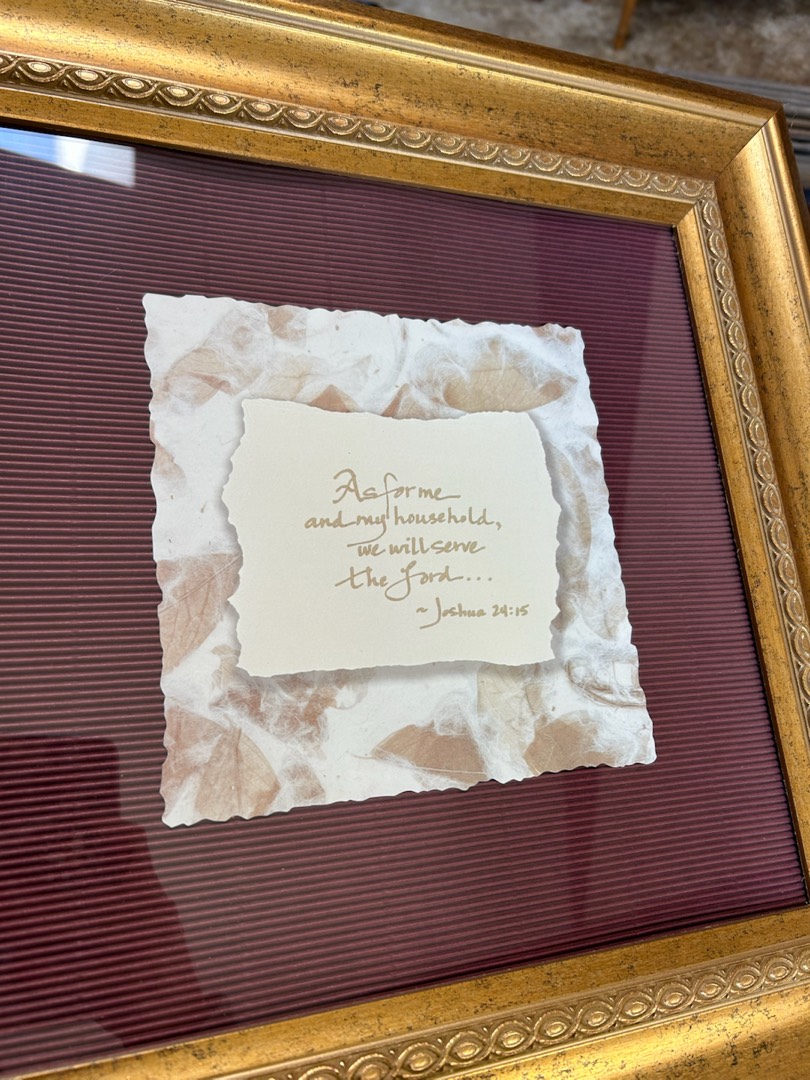 As for me
and my household,
we will serve
the Lord...
~ Joshua 24:15